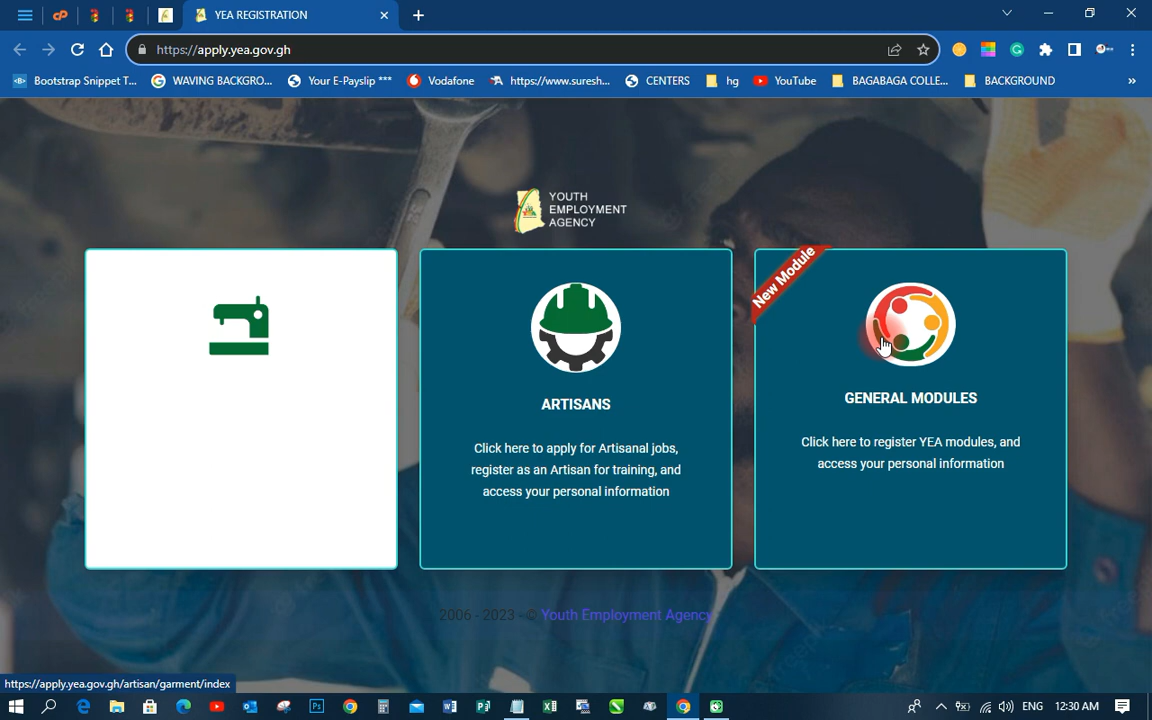 YEA REGISTRATION
https://apply.yea.gov.gh
Bootstrap Snippet T...
WAVING BACKGRO...
Your E-Payslip ***
Vodafone
https://www.suresh...
CENTERS
hg
YouTube
BAGABAGA COLLE...
BACKGROUND
»
YOUTH
EMPLOYMENT
AGENCY
New Module
ARTISANS
Click here to apply for Artisanal jobs,
register as an Artisan for training, and
access your personal information
GENERAL MODULES
Click here to register YEA modules, and
access your personal information
2006 - 2023 - © Youth Employment Agency
https://apply.yea.gov.gh/artisan/garment/index
ENG
12:30 AM